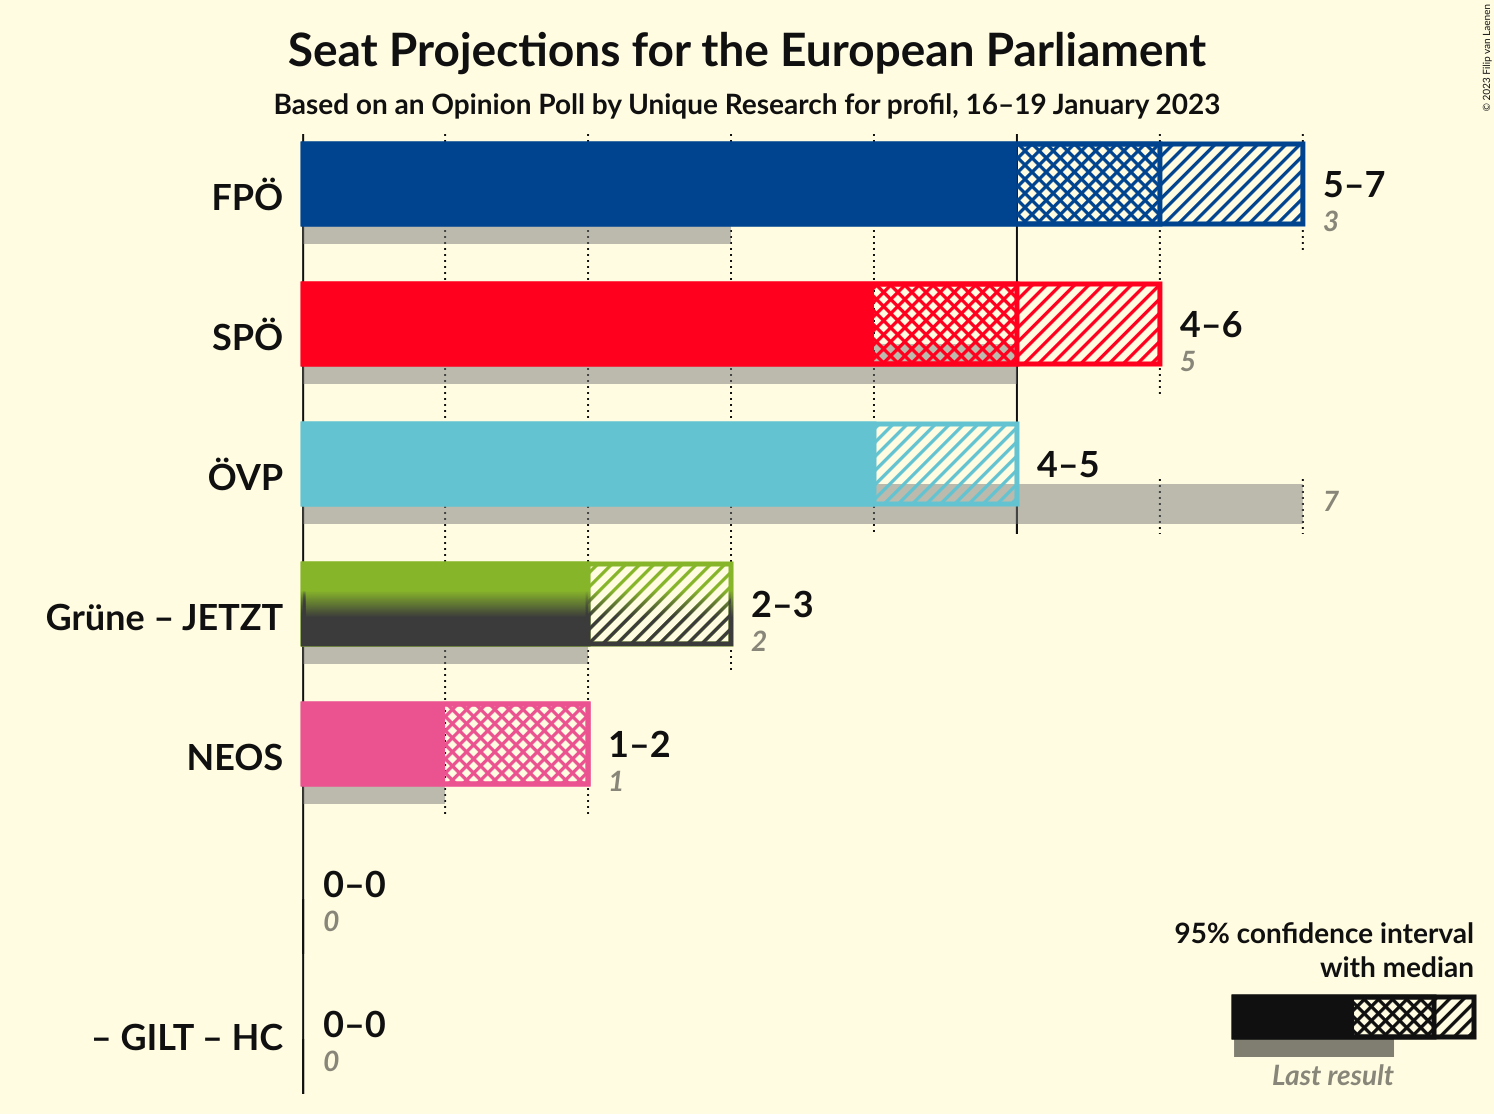 Seat Projections for the European Parliament
Based on an Opinion Poll by Unique Research for profil, 16–19 January 2023
© 2023 Filip van Laenen
FPÖ
5–7
3
SPÖ
4–6
5
ÖVP
4–5
7
Grüne – JETZT
2–3
2
NEOS
1–2
1
0–0
0
– GILT – HC
0–0
0
95% confidence interval
with median
Last result